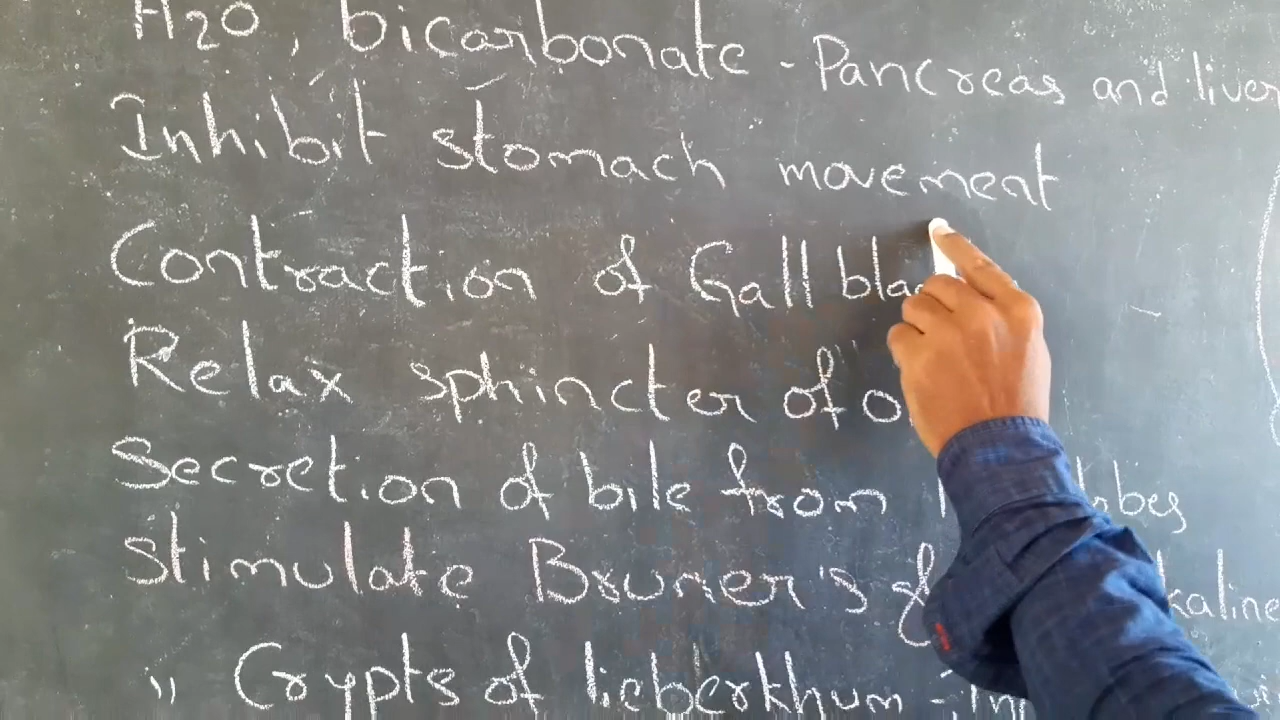 H2O, bicarbonate - Pancreas and liver
Inhibit stomach movement
Contraction of Gall
Relax sphincter of
Secretion of bile from
Stimulate Bruner's
" Crypts of lieberkhum -